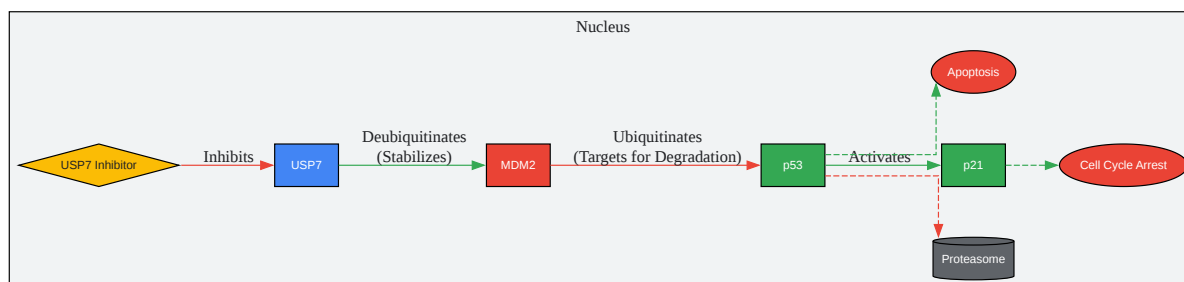 Nucleus
Apoptosis
USP7 Inhibitor
Inhibits
USP7
Deubiquitinates
(Stabilizes)
MDM2
Ubiquitinates
(Targets for Degradation)
p53
Activates
p21
Cell Cycle Arrest
Proteasome